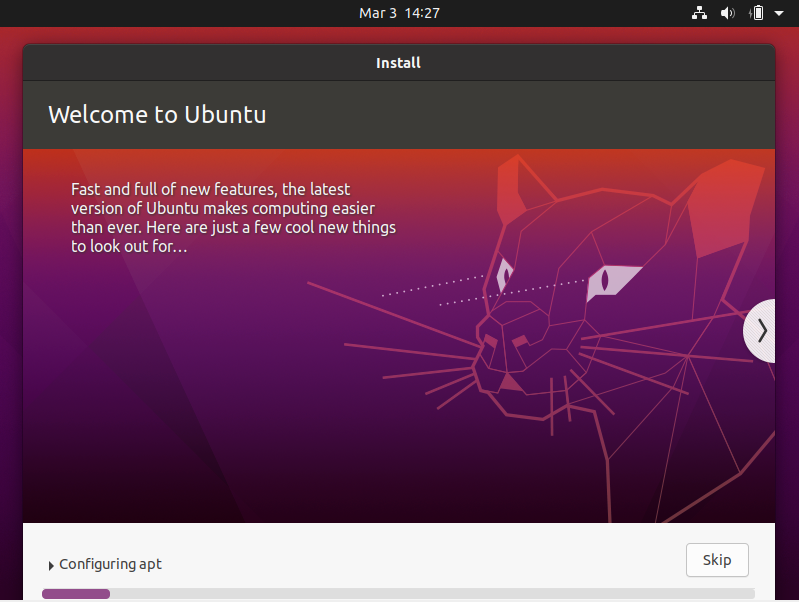 Mar 3 14:27
Install
Welcome to Ubuntu
Fast and full of new features, the latest
version of Ubuntu makes computing easier
than ever. Here are just a few cool new things
to look out for…
Configuring apt
Skip